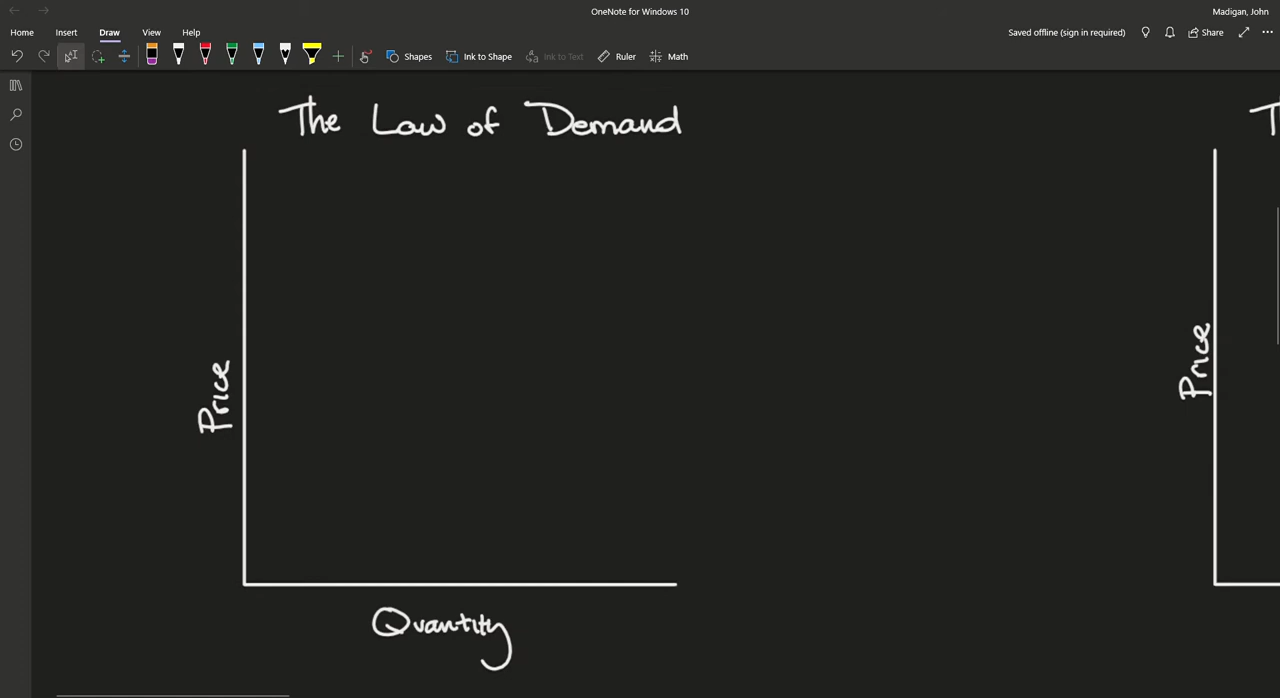 OneNote for Windows 10
Madigan, John
Home Insert Draw View Help
Saved offline (sign in required) Share
Shapes Ink to Shape Ink to Text Ruler Math
The Law of Demand
T
Price
Price
Quantity